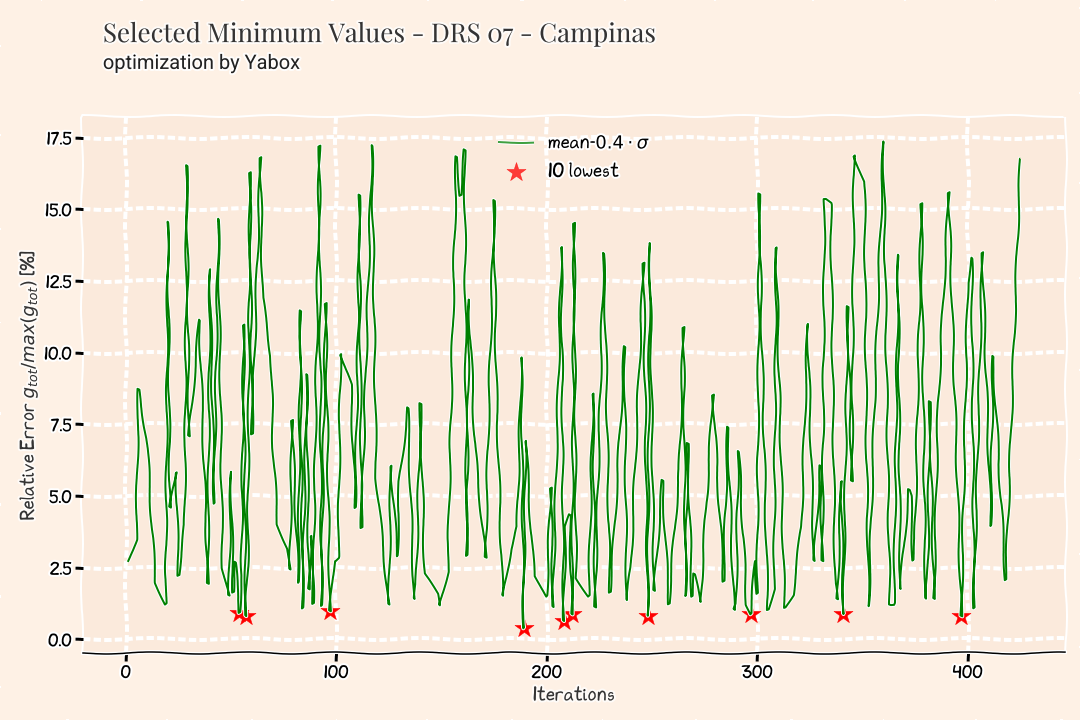 Selected Minimum Values - DRS 07 - Campinas
optimization by Yabox
mean-0.4 · σ
10 lowest
Relative Error g_tot/max(g_tot) [%]
17.5
15.0
12.5
10.0
7.5
5.0
2.5
0.0
0 100 200 300 400
Iterations